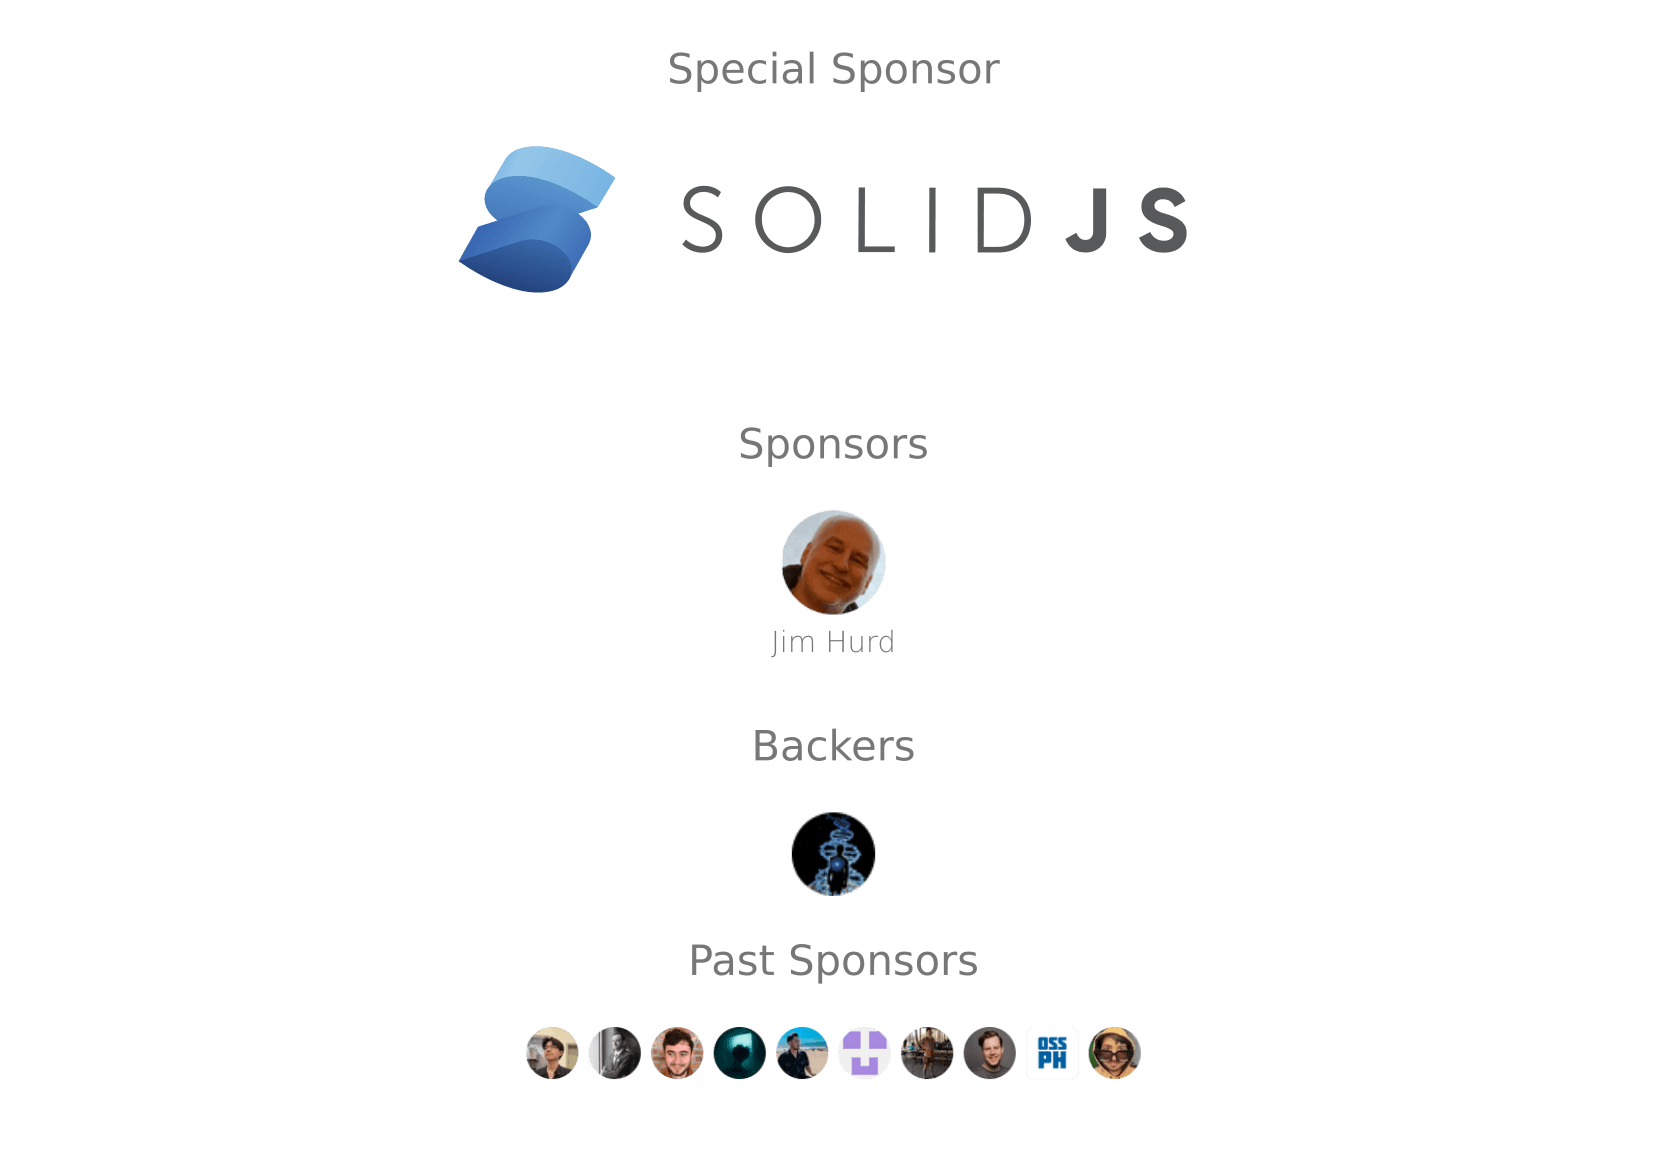 Special Sponsor
SOLIDJS
Sponsors
Jim Hurd
Backers
Past Sponsors
OSS
PH